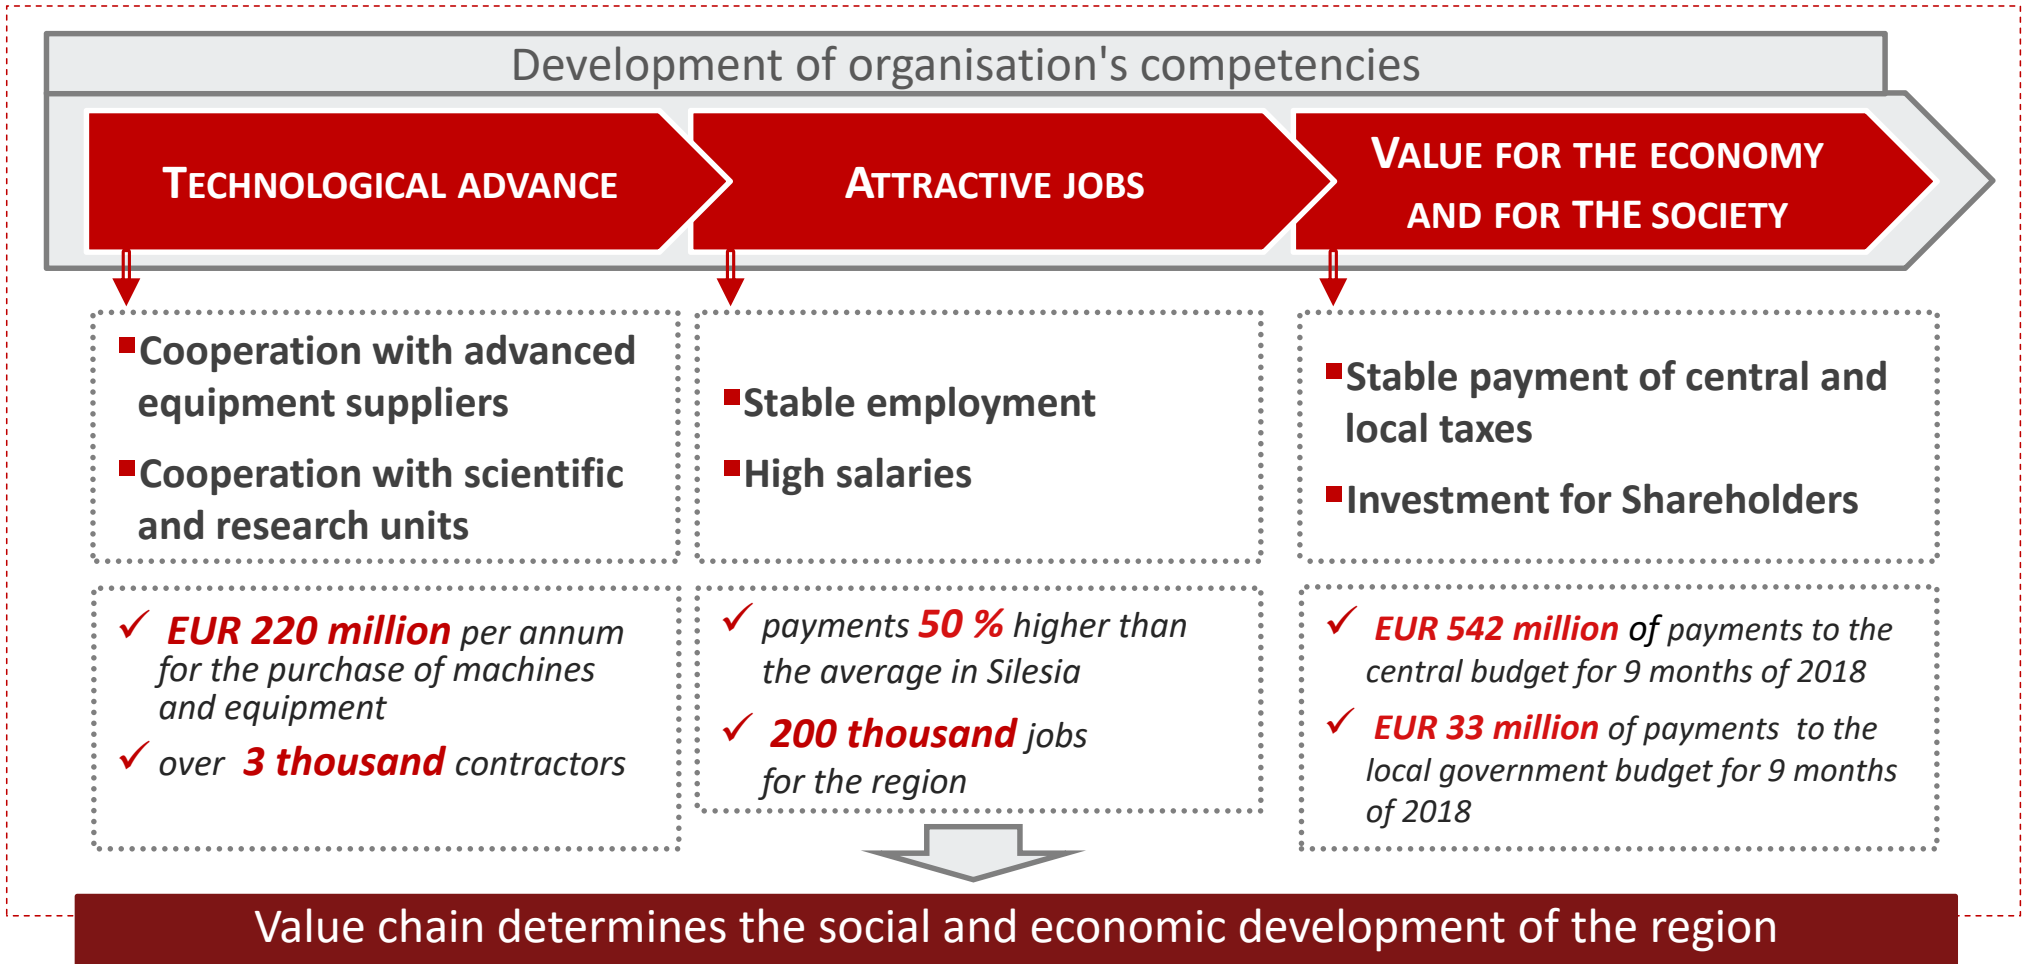 Development of organisation's competencies
TECHNOLOGICAL ADVANCE
ATTRACTIVE JOBS
VALUE FOR THE ECONOMY
AND FOR THE SOCIETY
▪Cooperation with advanced
equipment suppliers
▪Cooperation with scientific
and research units
▪Stable employment
▪High salaries
▪Stable payment of central and
local taxes
▪Investment for Shareholders
✓ EUR 220 million per annum
for the purchase of machines
and equipment
✓ over 3 thousand contractors
✓ payments 50 % higher than
the average in Silesia
✓ 200 thousand jobs
for the region
✓ EUR 542 million of payments to the
central budget for 9 months of 2018
✓ EUR 33 million of payments to the
local government budget for 9 months
of 2018
Value chain determines the social and economic development of the region